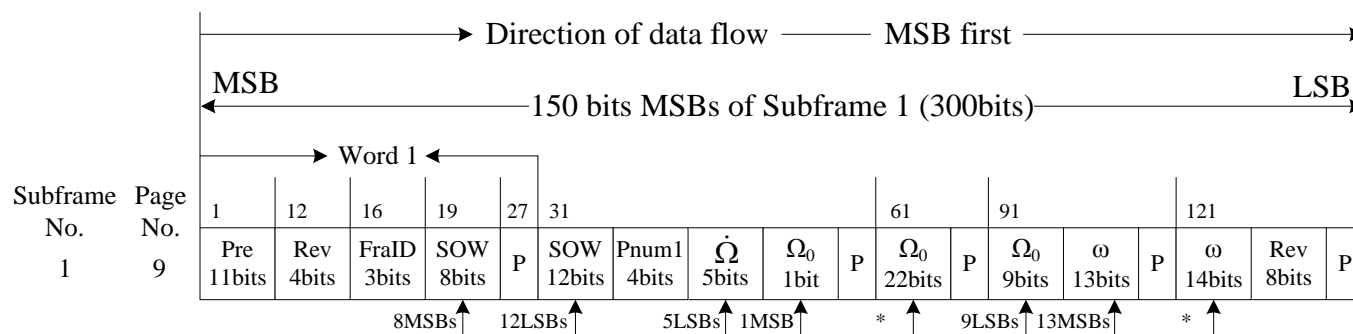 Direction of data flow MSB first
MSB LSB
150 bits MSBs of Subframe 1 (300bits)
Word 1
Subframe No. Page No.
1 12 16 19 27 31 61 91 121
1 9
Pre 11bits Rev 4bits FraID 3bits SOW 8bits P SOW 12bits Pnum1 4bits Ω̇ 5bits Ω₀ 1bit P Ω₀ 22bits P Ω₀ 9bits ω 13bits P ω 14bits Rev 8bits P
8MSBs 12LSBs 5LSBs 1MSB * 9LSBs 13MSBs *